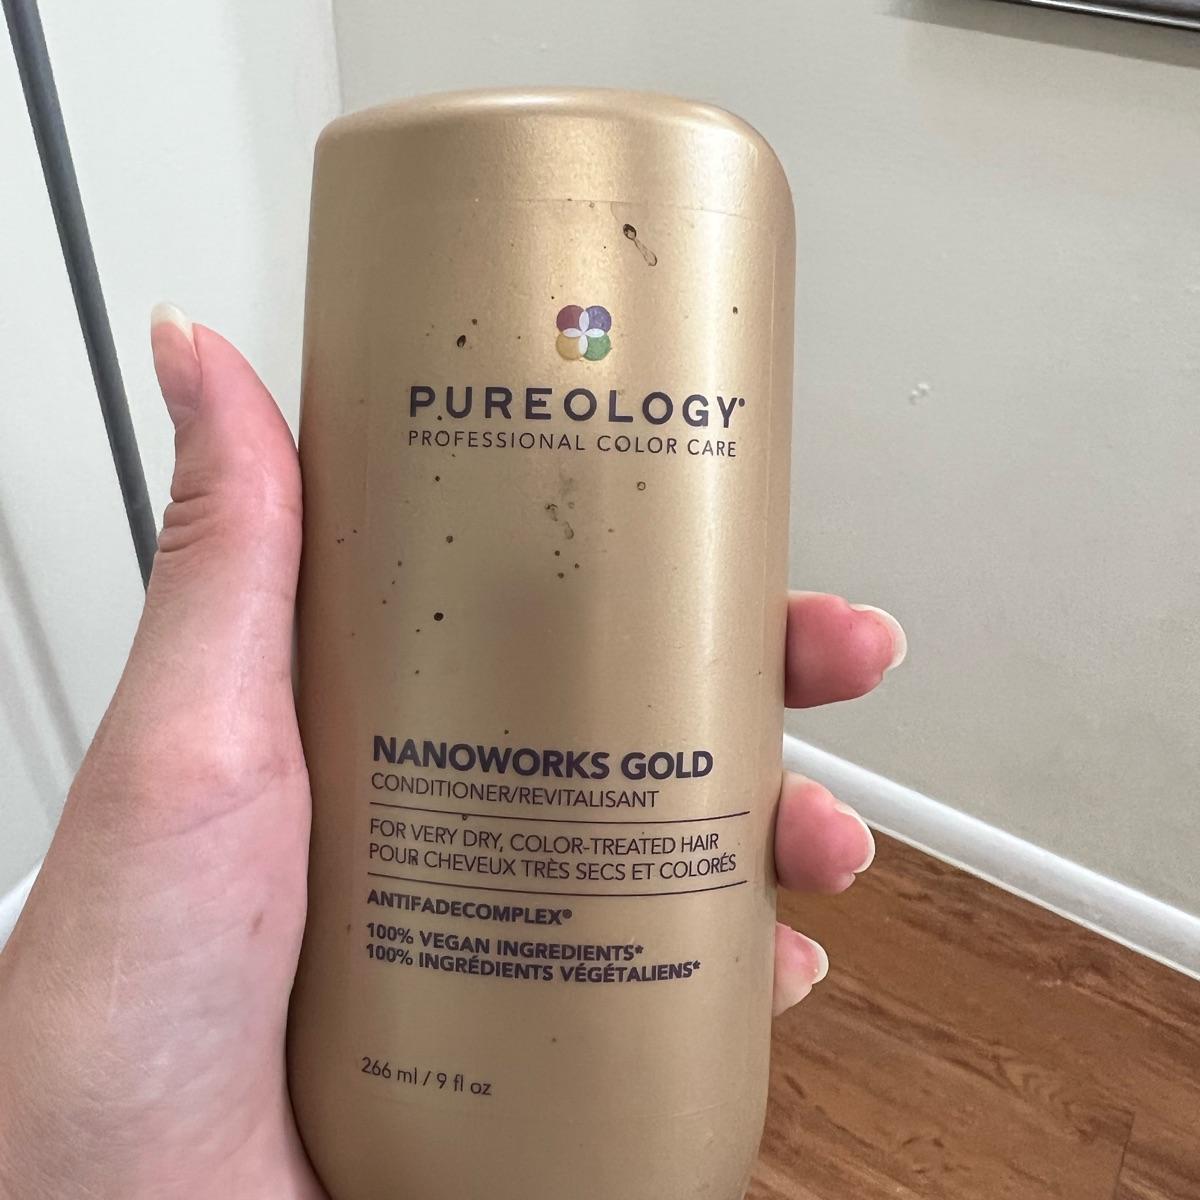 PUREOLOGY®
PROFESSIONAL COLOR CARE
NANOWORKS GOLD
CONDITIONER/REVITALISANT
FOR VERY DRY, COLOR-TREATED HAIR
POUR CHEVEUX TRÈS SECS ET COLORÉS
ANTIFADECOMPLEX®
100% VEGAN INGREDIENTS*
100% INGRÉDIENTS VÉGÉTALIENS*
266 ml / 9 fl oz